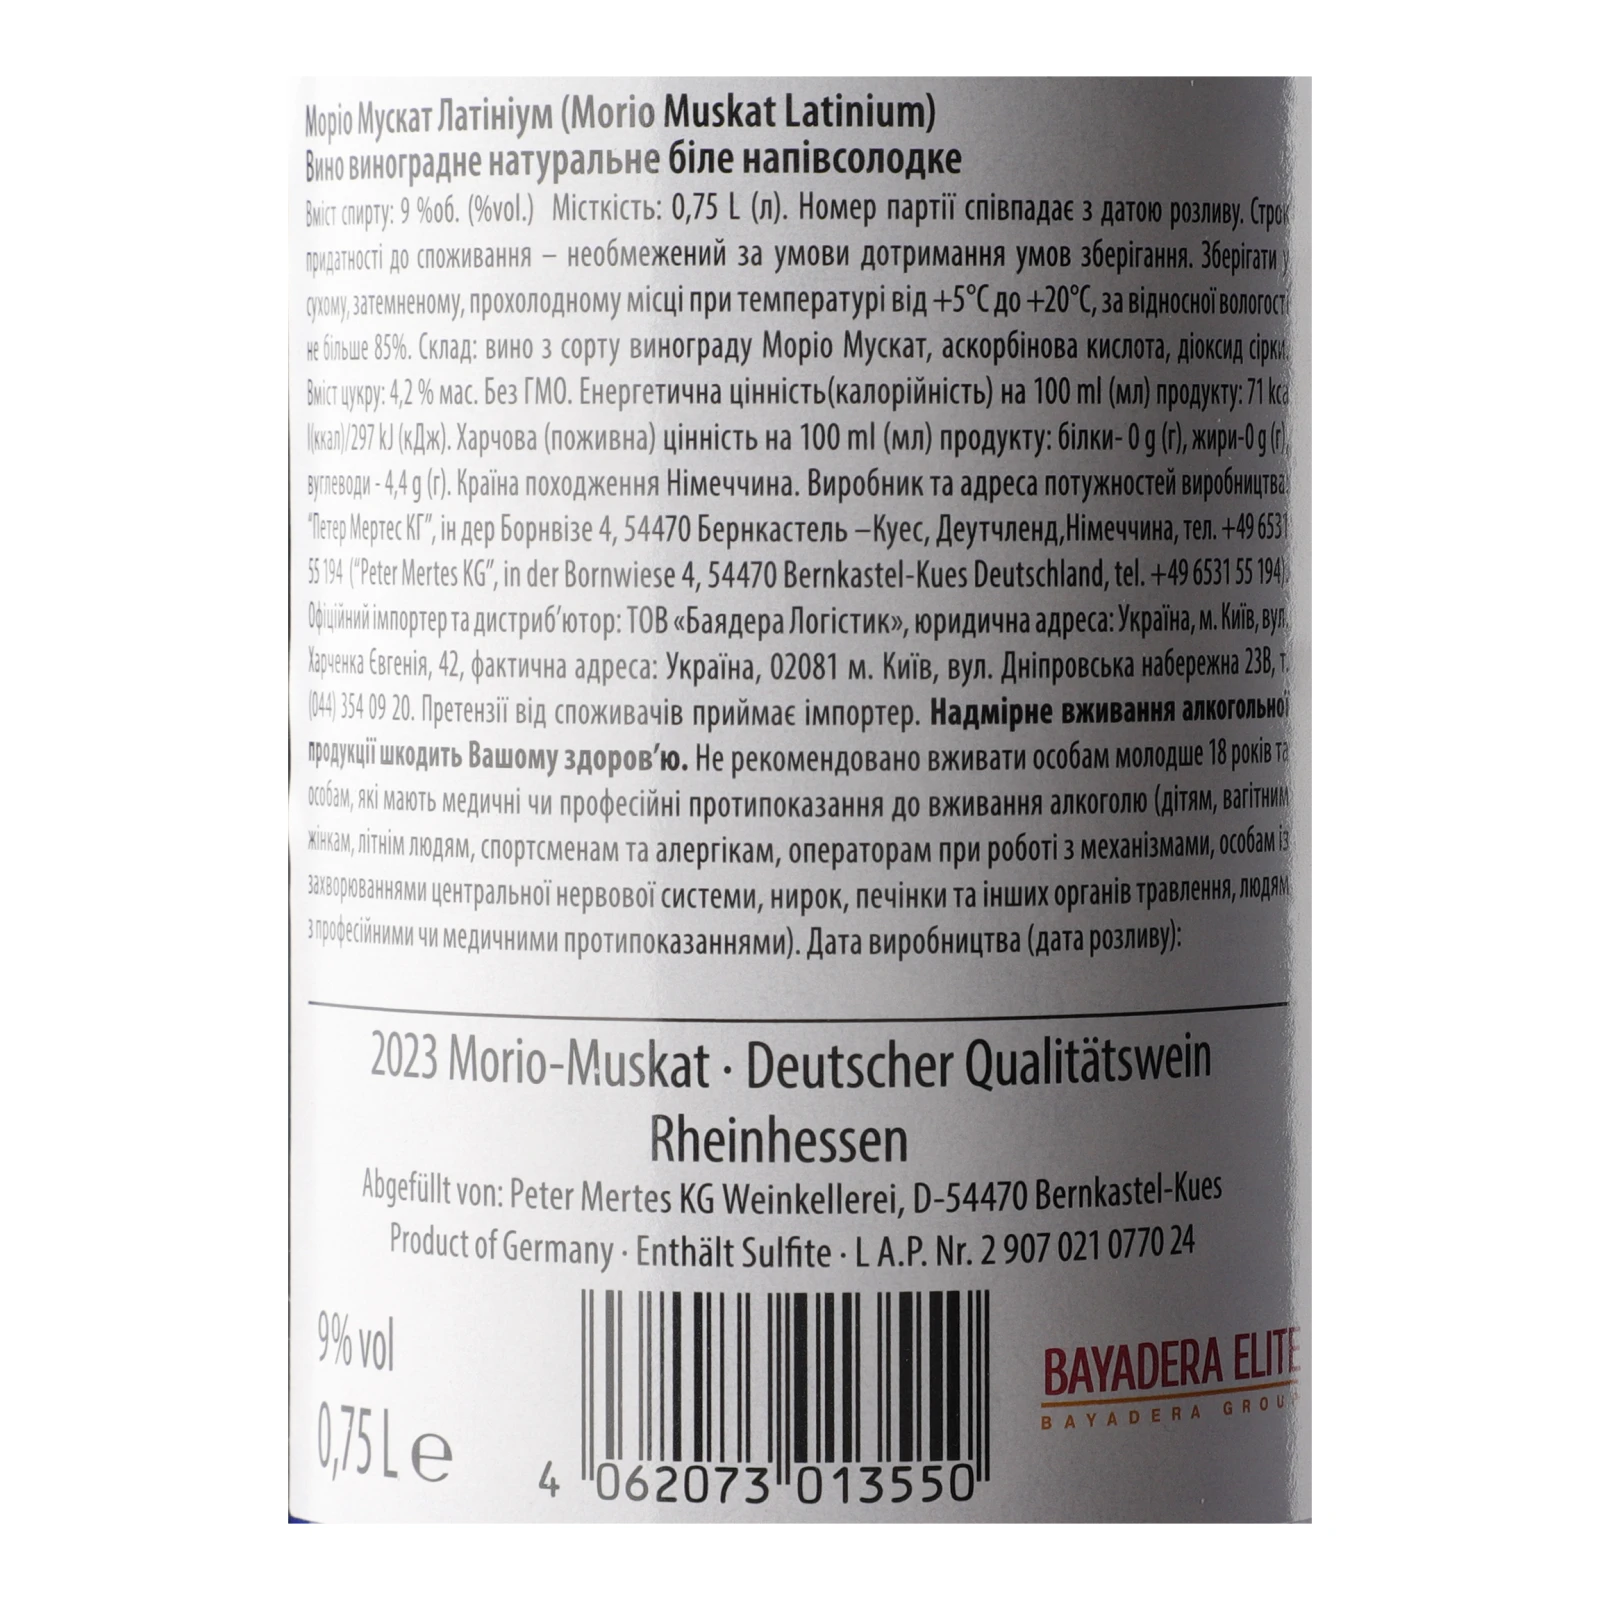 Моріо Мускат Латініум (Morio Muskat Latinium)
Вино виноградне натуральне біле напівсолодке
Вміст спирту: 9 %об. (%vol.) Місткість: 0,75 L (л). Номер партії співпадає з датою розливу. Строк
придатності до споживання – необмежений за умови дотримання умов зберігання. Зберігати у
сухому, затемненому, прохолодному місці при температурі від +5°С до +20°С, за відносної вологості
не більше 85%. Склад: вино з сорту винограду Моріо Мускат, аскорбінова кислота, діоксид сірки.
Вміст цукру: 4,2 % мас. Без ГМО. Енергетична цінність(калорійність) на 100 ml (мл) продукту: 71 kca
l(ккал)/297 kJ (кДж). Харчова (поживна) цінність на 100 ml (мл) продукту: білки- 0 g (г), жири-0 g (г),
вуглеводи - 4,4 g (г). Країна походження Німеччина. Виробник та адреса потужностей виробництва:
“Петер Мертес КГ”, ін дер Борнвізе 4, 54470 Бернкастель –Куес, Деутчленд,Німеччина, тел. +49 6531
55 194 (“Peter Mertes KG”, in der Bornwiese 4, 54470 Bernkastel-Kues Deutschland, tel. +49 6531 55 194).
Офіційний імпортер та дистриб’ютор: ТОВ «Баядера Логістик», юридична адреса: Україна, м. Київ, вул.
Харченка Євгенія, 42, фактична адреса: Україна, 02081 м. Київ, вул. Дніпровська набережна 23В, т.
(044) 354 09 20. Претензії від споживачів приймає імпортер. Надмірне вживання алкогольної
продукції шкодить Вашому здоров’ю. Не рекомендовано вживати особам молодше 18 років та
особам, які мають медичні чи професійні протипоказання до вживання алкоголю (дітям, вагітним
жінкам, літнім людям, спортсменам та алергікам, операторам при роботі з механізмами, особам із
захворюваннями центральної нервової системи, нирок, печінки та інших органів травлення, людям
з професійними чи медичними протипоказаннями). Дата виробництва (дата розливу):
2023 Morio-Muskat · Deutscher Qualitätswein
Rheinhessen
Abgefüllt von: Peter Mertes KG Weinkellerei, D-54470 Bernkastel-Kues
Product of Germany · Enthält Sulfite · L A.P. Nr. 2 907 021 0770 24
9% vol
0,75 L e
BAYADERA ELITE
BAYADERA GROUP
4 062073 013550